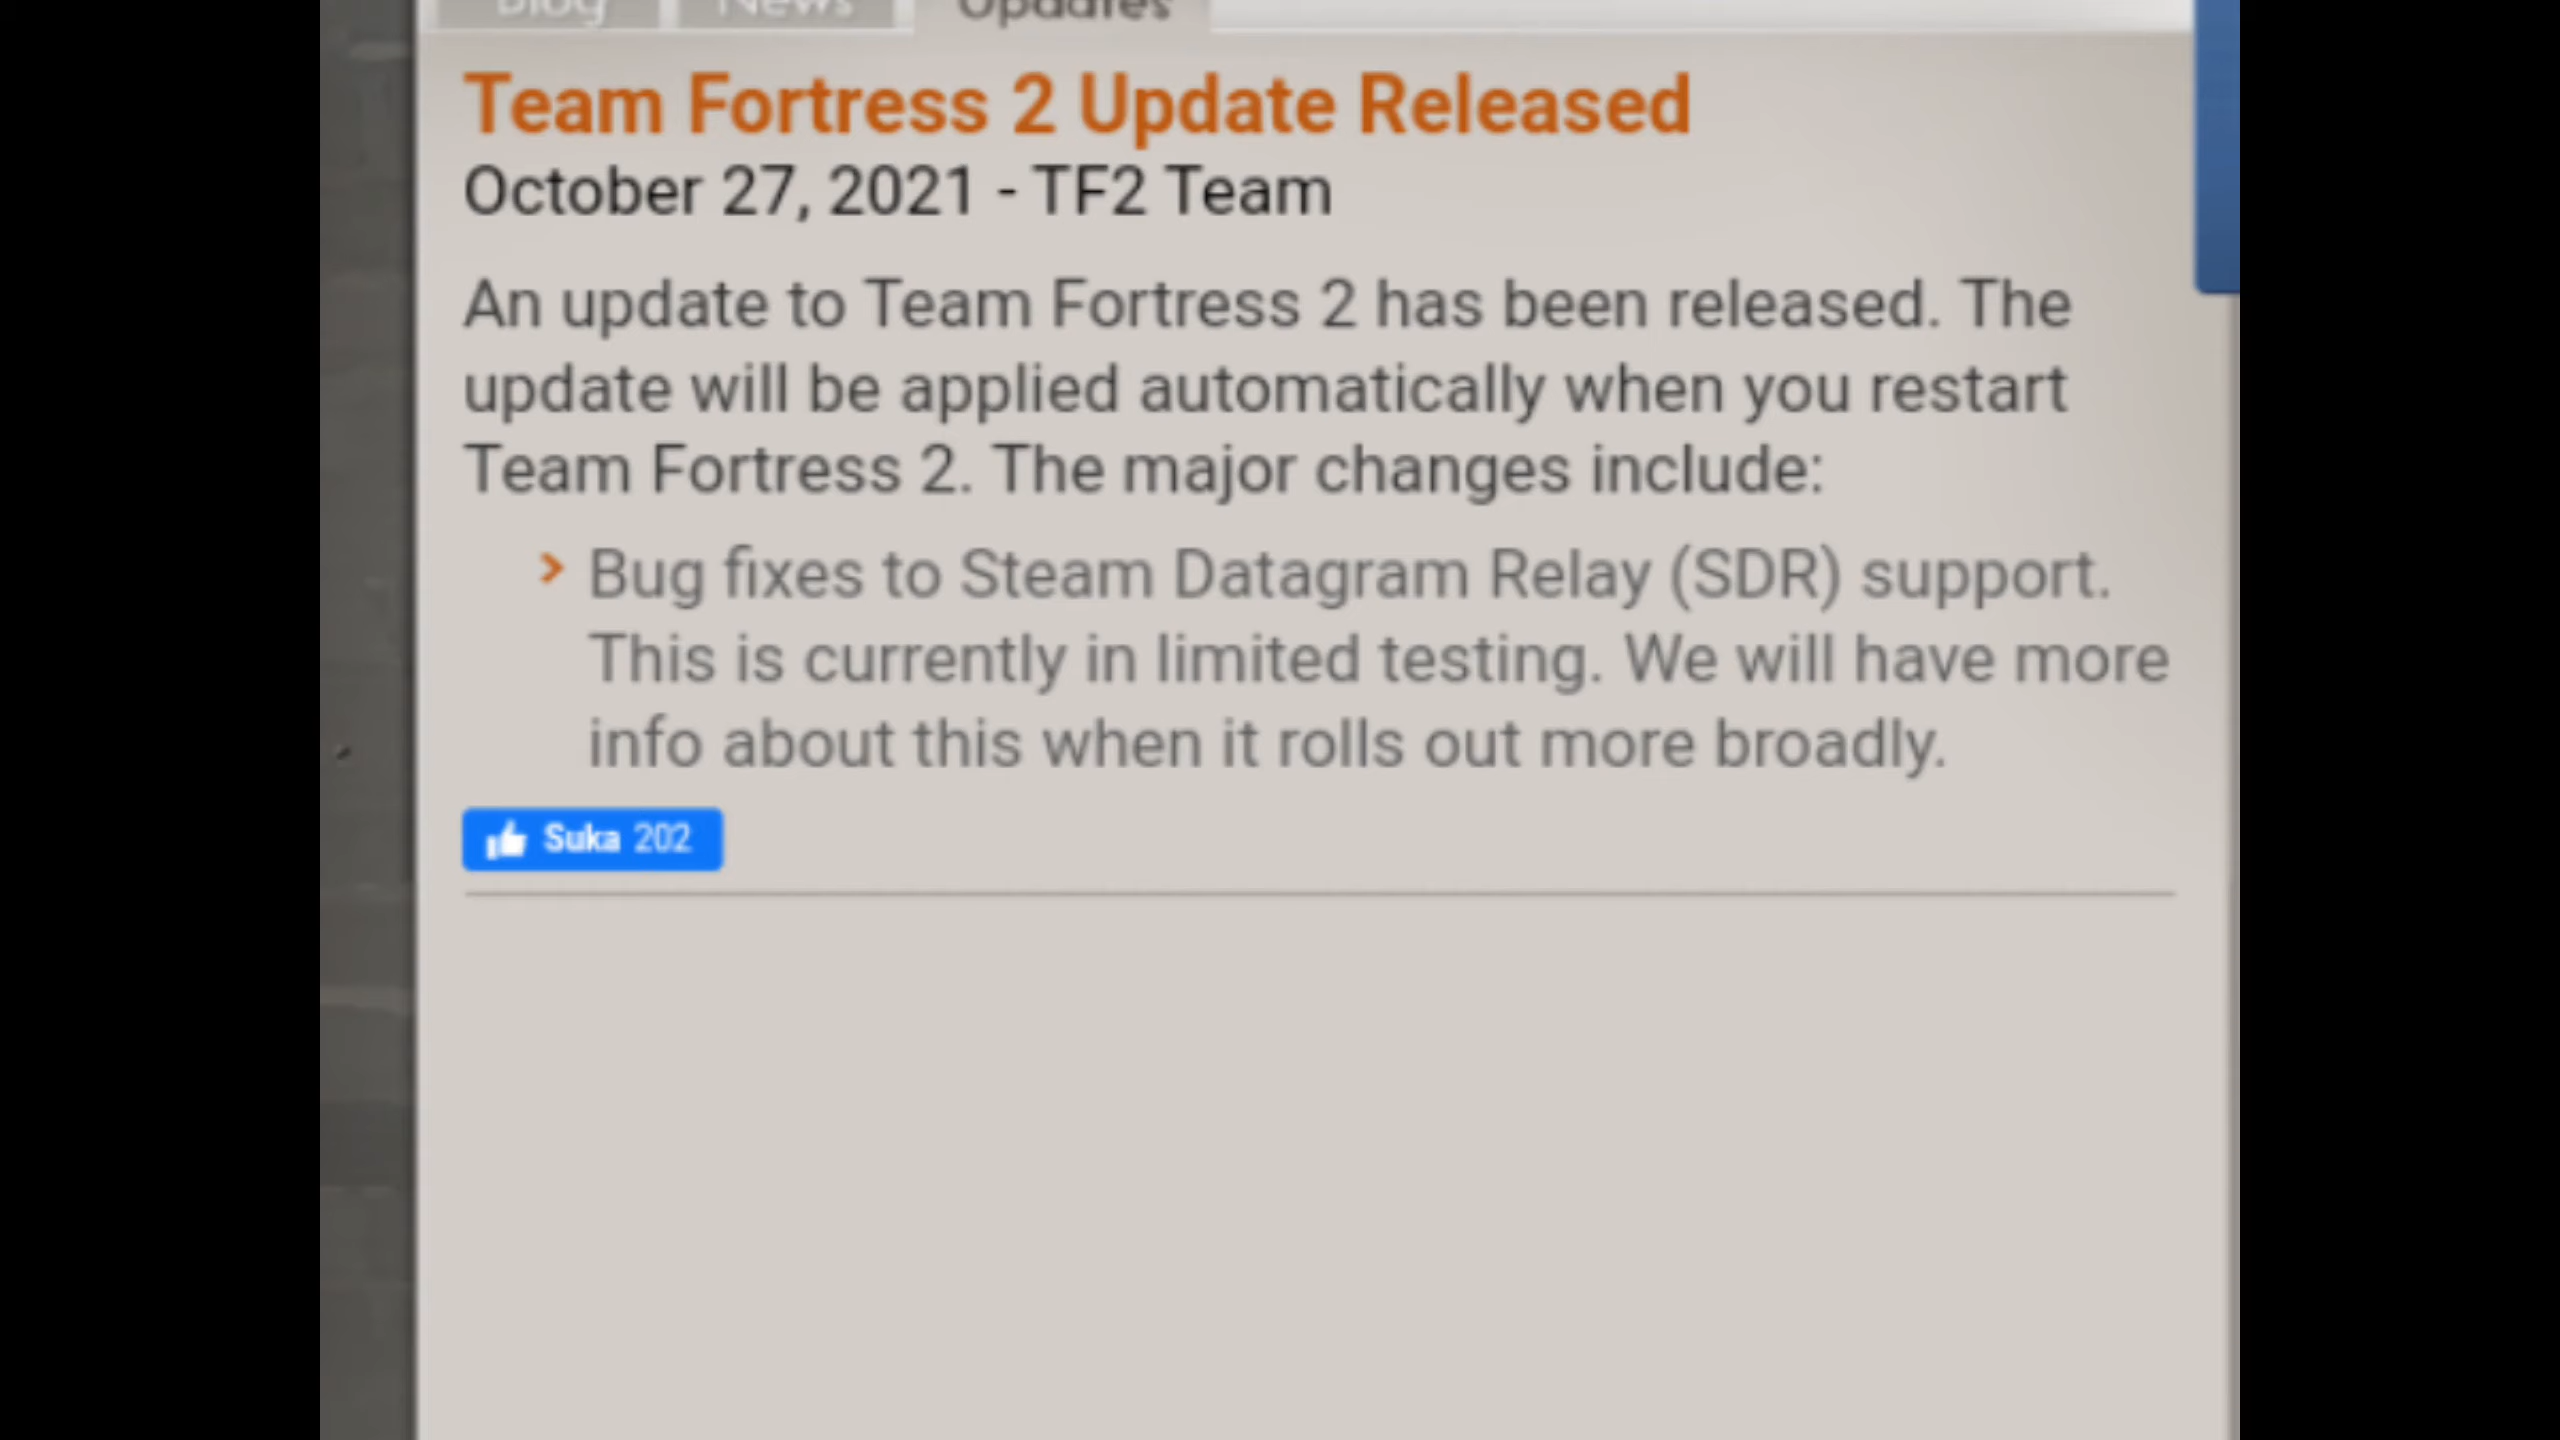 Blog News Updates
Team Fortress 2 Update Released
October 27, 2021 - TF2 Team
An update to Team Fortress 2 has been released. The
update will be applied automatically when you restart
Team Fortress 2. The major changes include:
Bug fixes to Steam Datagram Relay (SDR) support.
This is currently in limited testing. We will have more
info about this when it rolls out more broadly.
Suka 202